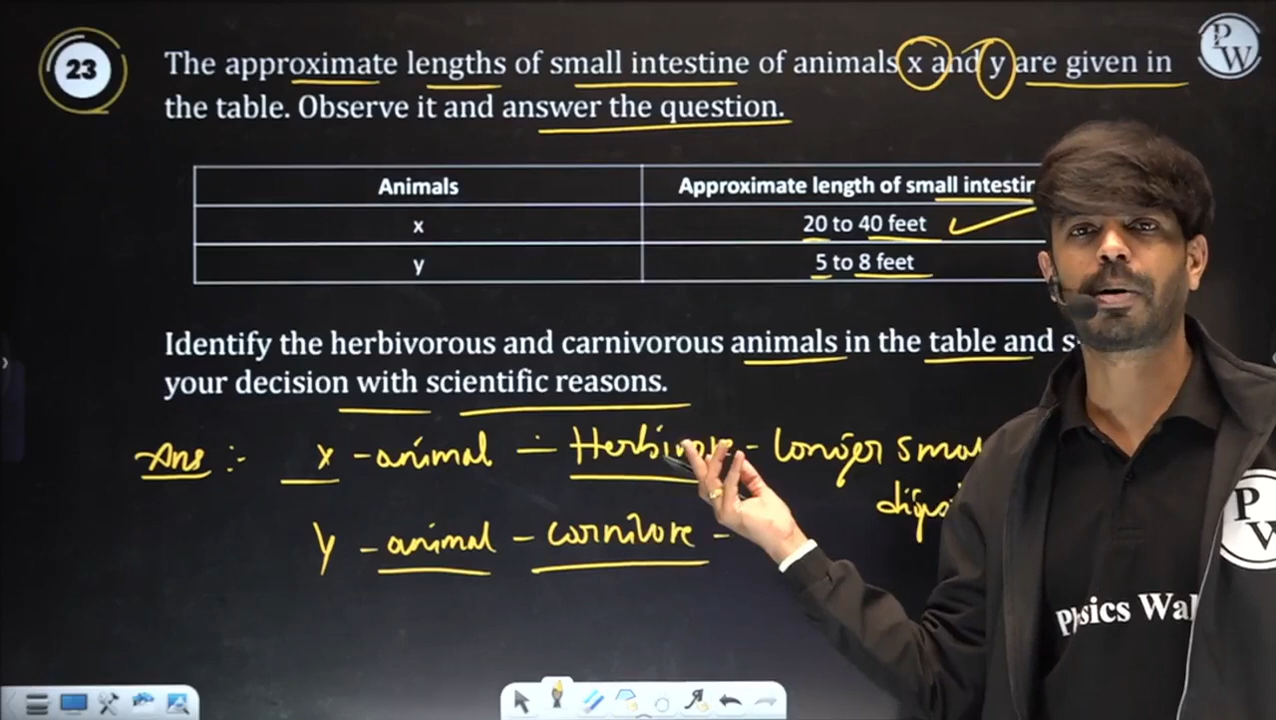 23
The approximate lengths of small intestine of animals x and y are given in
the table. Observe it and answer the question.
Animals
Approximate length of small
x
20 to 40 feet
y
5 to 8 feet
Identify the herbivorous and carnivorous animals in the table and
your decision with scientific reasons.
Ans :- x - animal - Herbivore - longer
y - animal - carnivore -
PW
PW
Physics